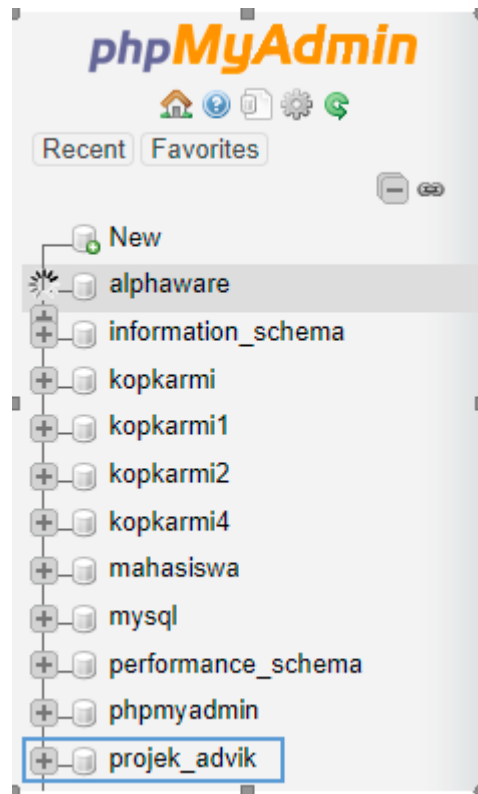 phpMyAdmin
Recent Favorites
New
alphaware
information_schema
kopkarmi
kopkarmi1
kopkarmi2
kopkarmi4
mahasiswa
mysql
performance_schema
phpmyadmin
projek_advik